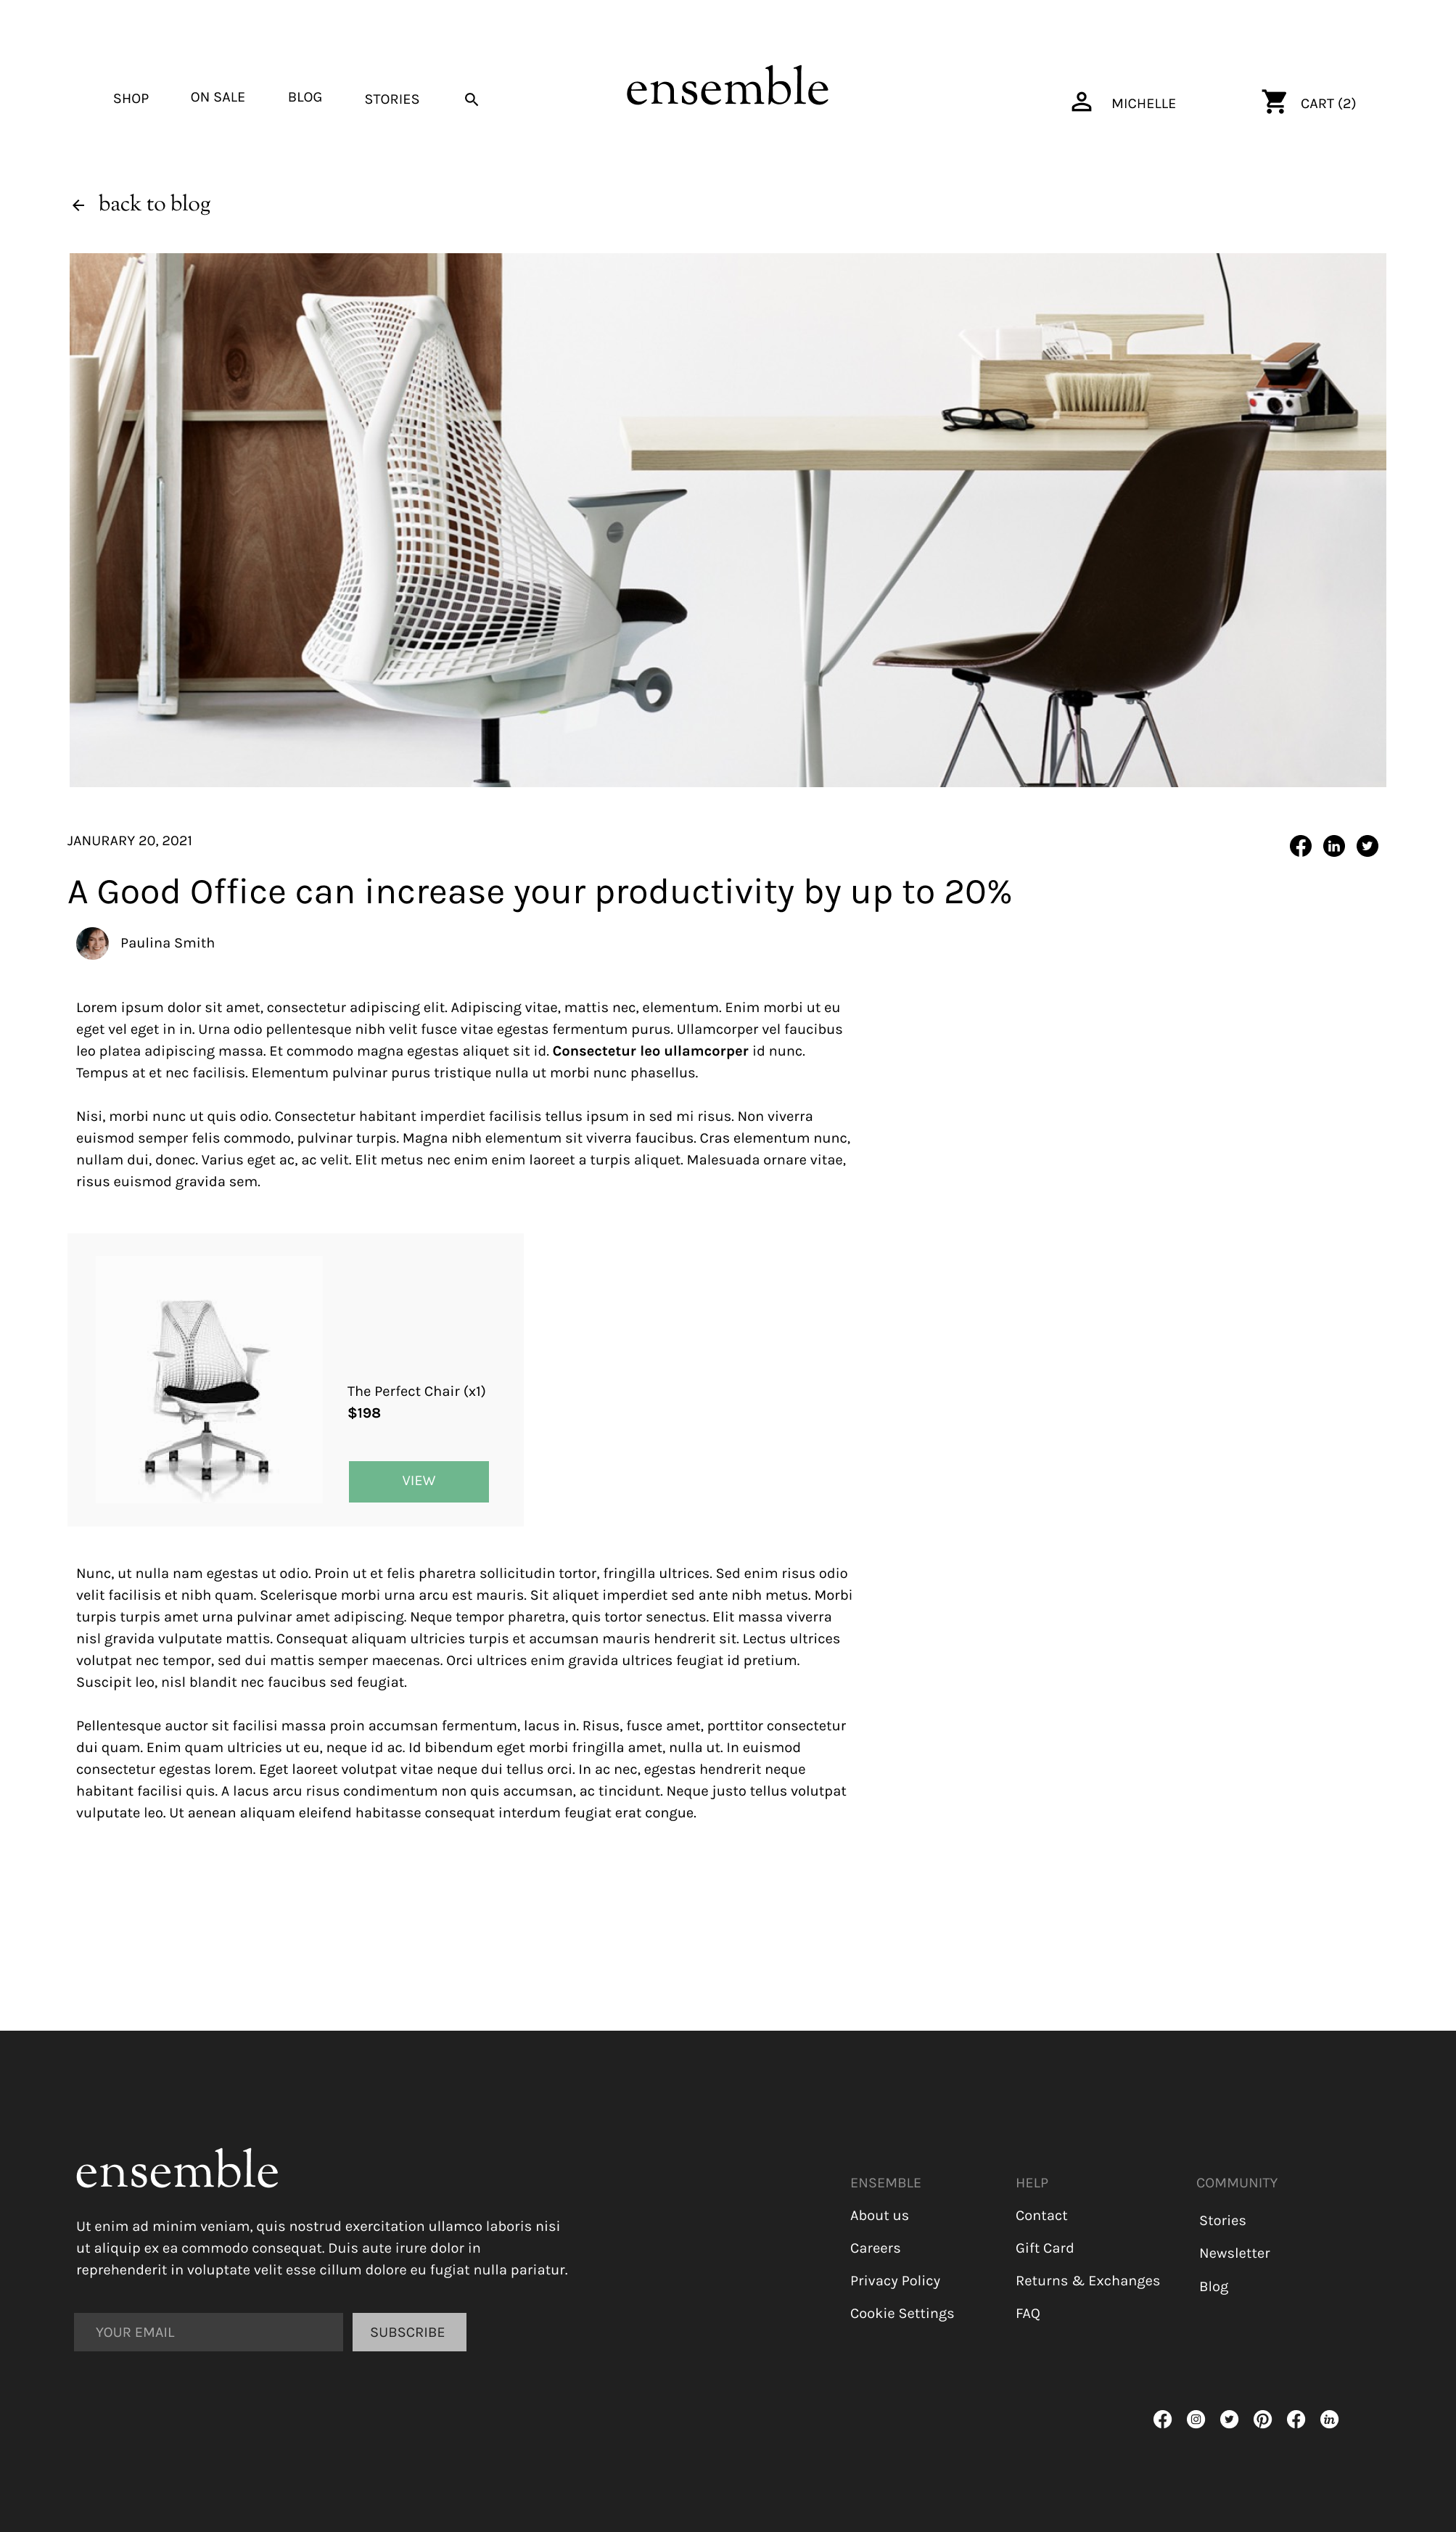 SHOP
ON SALE
BLOG
STORIES
ensemble
MICHELLE
CART (2)
back to blog
JANURARY 20, 2021
A Good Office can increase your productivity by up to 20%
Paulina Smith
Lorem ipsum dolor sit amet, consectetur adipiscing elit. Adipiscing vitae, mattis nec, elementum. Enim morbi ut eu
eget vel eget in in. Urna odio pellentesque nibh velit fusce vitae egestas fermentum purus. Ullamcorper vel faucibus
leo platea adipiscing massa. Et commodo magna egestas aliquet sit id. Consectetur leo ullamcorper id nunc.
Tempus at et nec facilisis. Elementum pulvinar purus tristique nulla ut morbi nunc phasellus.
Nisi, morbi nunc ut quis odio. Consectetur habitant imperdiet facilisis tellus ipsum in sed mi risus. Non viverra
euismod semper felis commodo, pulvinar turpis. Magna nibh elementum sit viverra faucibus. Cras elementum nunc,
nullam dui, donec. Varius eget ac, ac velit. Elit metus nec enim enim laoreet a turpis aliquet. Malesuada ornare vitae,
risus euismod gravida sem.
The Perfect Chair (x1)
$198
VIEW
Nunc, ut nulla nam egestas ut odio. Proin ut et felis pharetra sollicitudin tortor, fringilla ultrices. Sed enim risus odio
velit facilisis et nibh quam. Scelerisque morbi urna arcu est mauris. Sit aliquet imperdiet sed ante nibh metus. Morbi
turpis turpis amet urna pulvinar amet adipiscing. Neque tempor pharetra, quis tortor senectus. Elit massa viverra
nisl gravida vulputate mattis. Consequat aliquam ultricies turpis et accumsan mauris hendrerit sit. Lectus ultrices
volutpat nec tempor, sed dui mattis semper maecenas. Orci ultrices enim gravida ultrices feugiat id pretium.
Suscipit leo, nisl blandit nec faucibus sed feugiat.
Pellentesque auctor sit facilisi massa proin accumsan fermentum, lacus in. Risus, fusce amet, porttitor consectetur
dui quam. Enim quam ultricies ut eu, neque id ac. Id bibendum eget morbi fringilla amet, nulla ut. In euismod
consectetur egestas lorem. Eget laoreet volutpat vitae neque dui tellus orci. In ac nec, egestas hendrerit neque
habitant facilisi quis. A lacus arcu risus condimentum non quis accumsan, ac tincidunt. Neque justo tellus volutpat
vulputate leo. Ut aenean aliquam eleifend habitasse consequat interdum feugiat erat congue.
ensemble
Ut enim ad minim veniam, quis nostrud exercitation ullamco laboris nisi
ut aliquip ex ea commodo consequat. Duis aute irure dolor in
reprehenderit in voluptate velit esse cillum dolore eu fugiat nulla pariatur.
YOUR EMAIL
SUBSCRIBE
ENSEMBLE
About us
Careers
Privacy Policy
Cookie Settings
HELP
Contact
Gift Card
Returns & Exchanges
FAQ
COMMUNITY
Stories
Newsletter
Blog